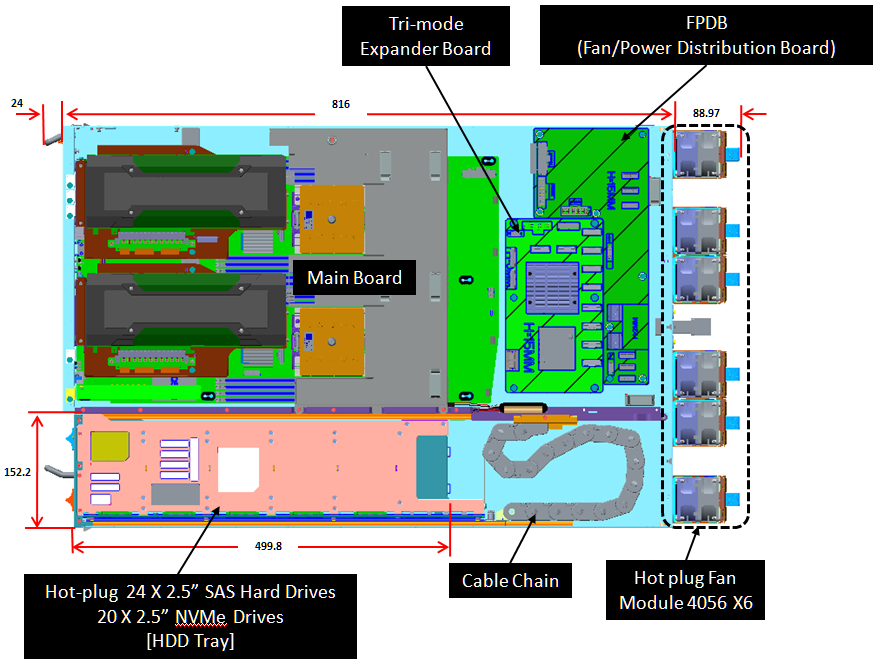 Tri-mode
Expander Board
FPDB
(Fan/Power Distribution Board)
24
816
88.97
H=15MM
Main Board
H=15MM
152.2
499.8
Hot-plug 24 X 2.5” SAS Hard Drives
20 X 2.5” NVMe Drives
[HDD Tray]
Cable Chain
Hot plug Fan
Module 4056 X6